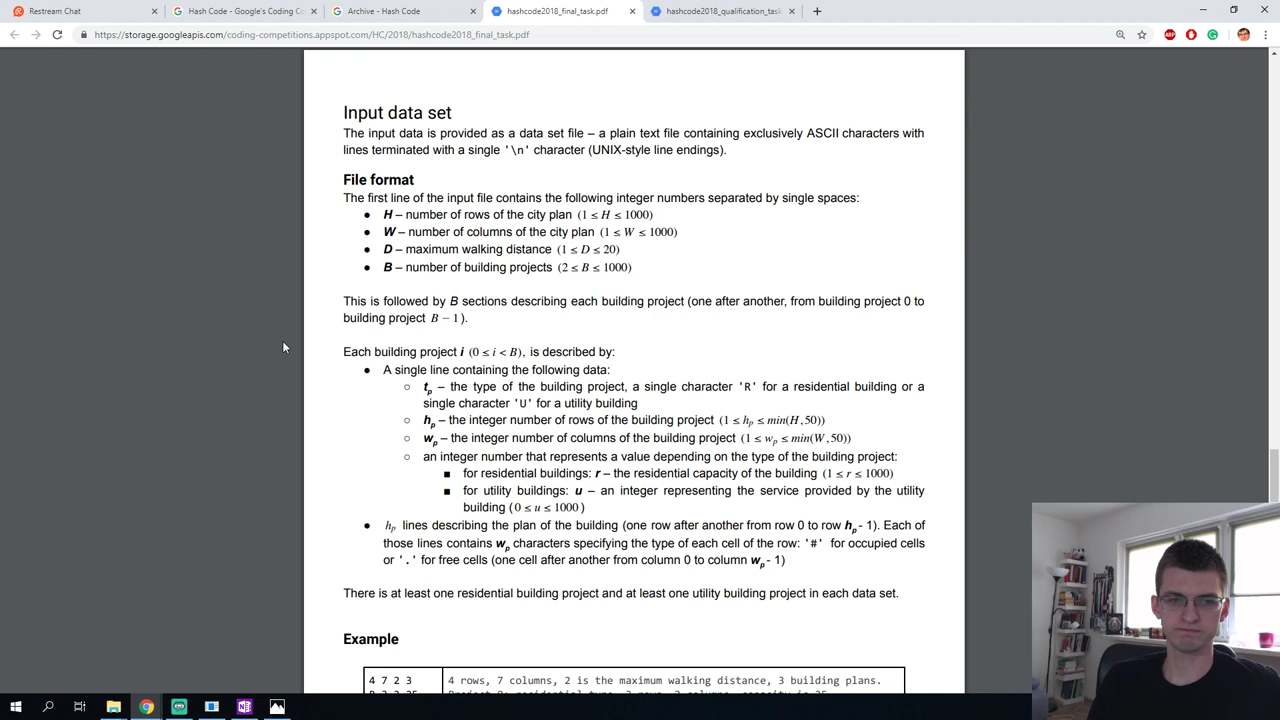 Restream Chat
Hash Code - Google's Coding Co
Archive - Hash Code
hashcode2018_final_task.pdf
hashcode2018_qualification_task
https://storage.googleapis.com/coding-competitions.appspot.com/HC/2018/hashcode2018_final_task.pdf
Input data set
The input data is provided as a data set file – a plain text file containing exclusively ASCII characters with
lines terminated with a single '\n' character (UNIX-style line endings).
File format
The first line of the input file contains the following integer numbers separated by single spaces:
● H – number of rows of the city plan (1 ≤ H ≤ 1000)
● W – number of columns of the city plan (1 ≤ W ≤ 1000)
● D – maximum walking distance (1 ≤ D ≤ 20)
● B – number of building projects (2 ≤ B ≤ 1000)
This is followed by B sections describing each building project (one after another, from building project 0 to
building project B − 1).
Each building project i (0 ≤ i < B), is described by:
● A single line containing the following data:
○ tp – the type of the building project, a single character 'R' for a residential building or a
single character 'U' for a utility building
○ hp – the integer number of rows of the building project (1 ≤ hp ≤ min(H, 50))
○ wp – the integer number of columns of the building project (1 ≤ wp ≤ min(W, 50))
○ an integer number that represents a value depending on the type of the building project:
■ for residential buildings: r – the residential capacity of the building (1 ≤ r ≤ 1000)
■ for utility buildings: u – an integer representing the service provided by the utility
building (0 ≤ u ≤ 1000)
● hp lines describing the plan of the building (one row after another from row 0 to row hp - 1). Each of
those lines contains wp characters specifying the type of each cell of the row: '#' for occupied cells
or '.' for free cells (one cell after another from column 0 to column wp - 1)
There is at least one residential building project and at least one utility building project in each data set.
Example
4 7 2 3 4 rows, 7 columns, 2 is the maximum walking distance, 3 building plans.